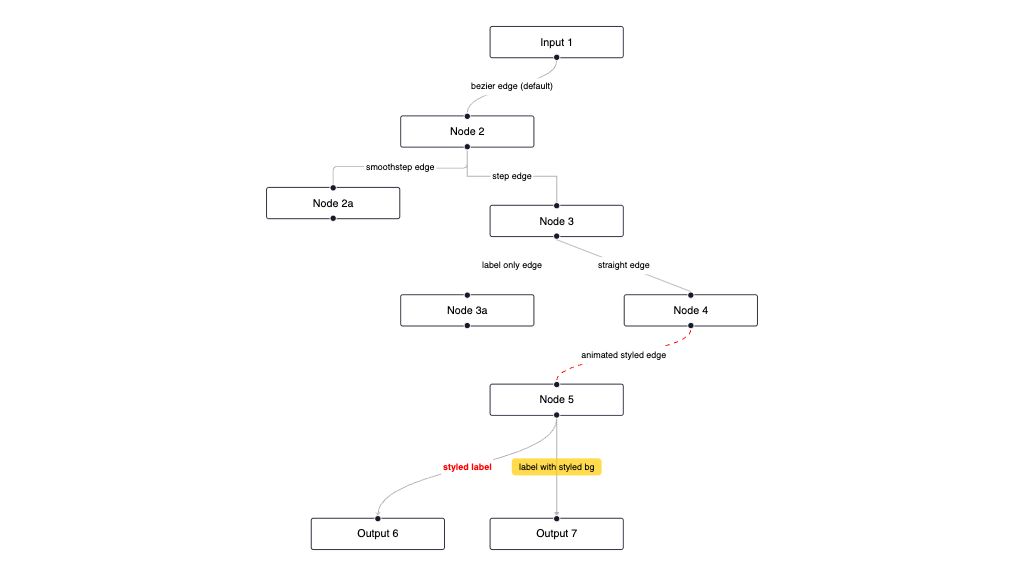 Input 1
bezier edge (default)
Node 2
smoothstep edge
step edge
Node 2a
Node 3
label only edge
straight edge
Node 3a
Node 4
animated styled edge
Node 5
styled label
label with styled bg
Output 6
Output 7